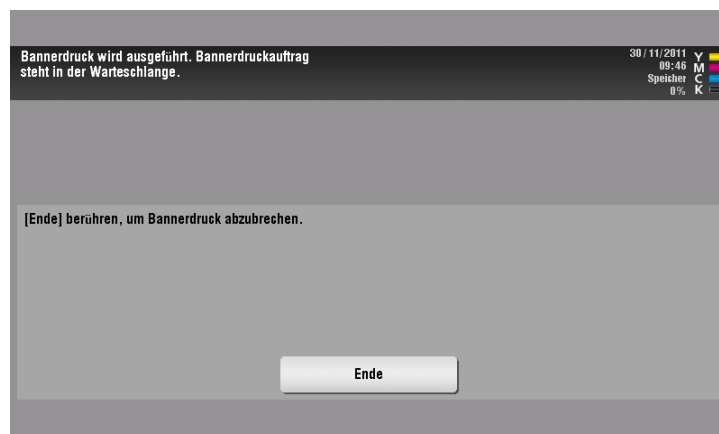 Bannerdruck wird ausgeführt. Bannerdruckauftrag
steht in der Warteschlange.
30/11/2011
09:46
Speicher
0%
Y
M
C
K
[Ende] berühren, um Bannerdruck abzubrechen.
Ende